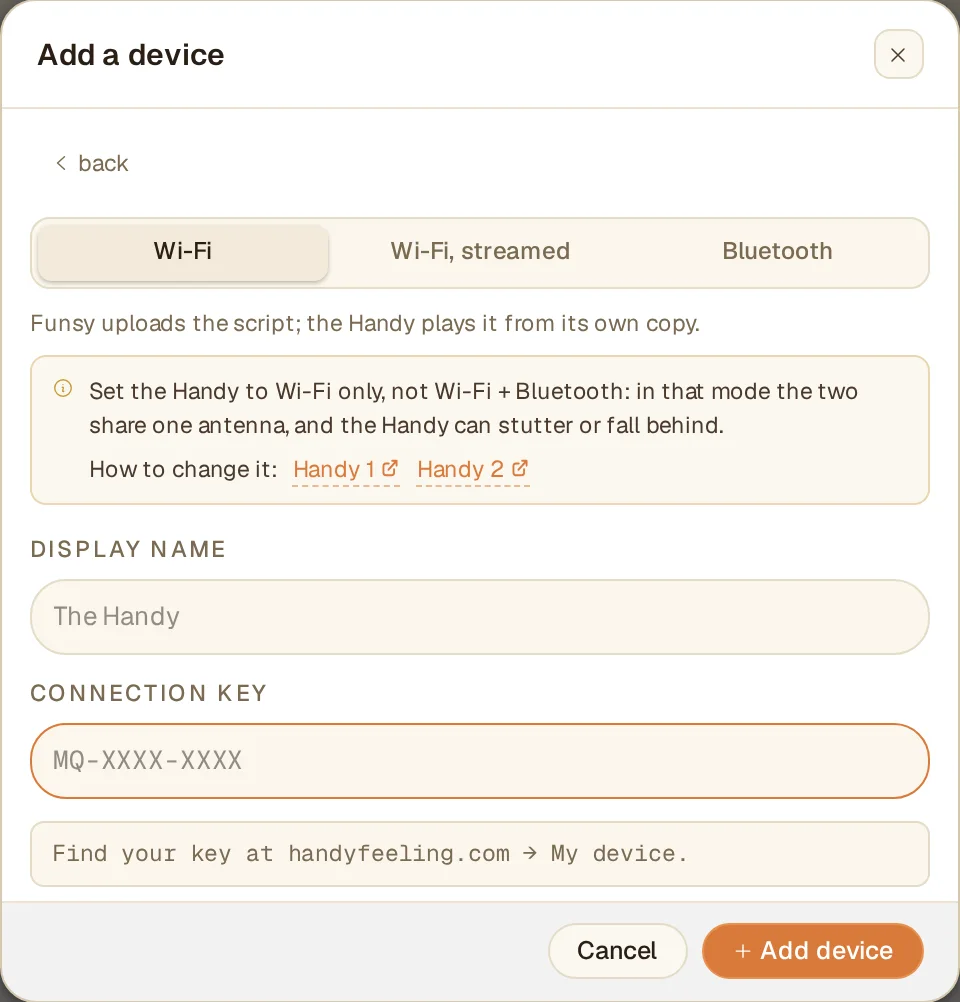 Add a device
back
Wi-Fi
Wi-Fi, streamed
Bluetooth
Funsy uploads the script; the Handy plays it from its own copy.
Set the Handy to Wi-Fi only, not Wi-Fi + Bluetooth: in that mode the two
share one antenna, and the Handy can stutter or fall behind.
How to change it: Handy 1 Handy 2
DISPLAY NAME
The Handy
CONNECTION KEY
MQ-XXXX-XXXX
Find your key at handyfeeling.com → My device.
Cancel
+ Add device